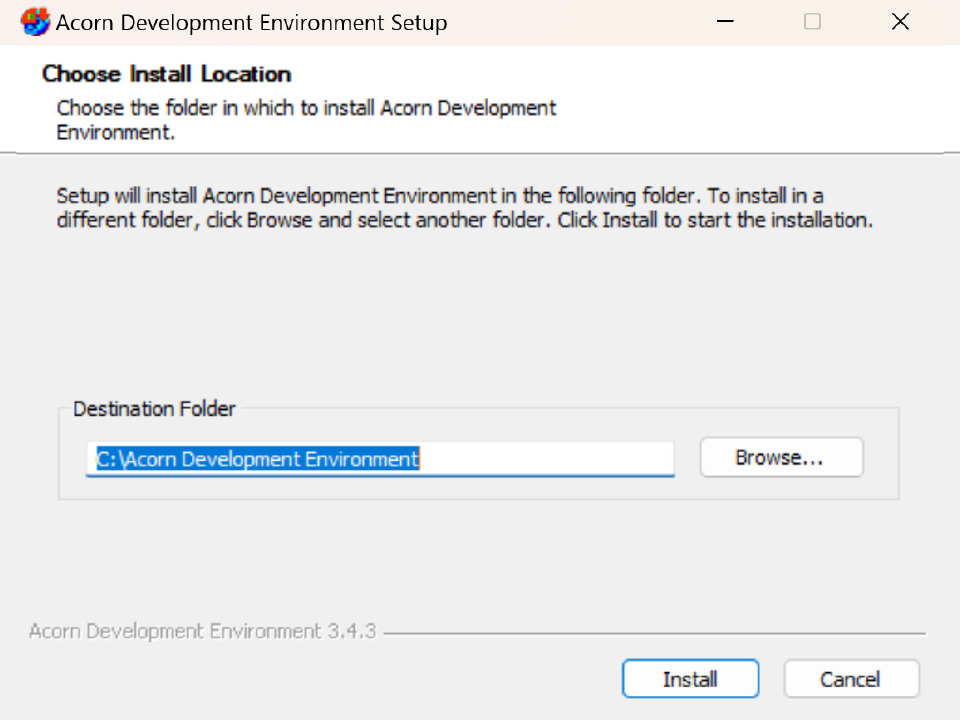 Acorn Development Environment Setup
Choose Install Location
Choose the folder in which to install Acorn Development
Environment.
Setup will install Acorn Development Environment in the following folder. To install in a
different folder, click Browse and select another folder. Click Install to start the installation.
Destination Folder
C:\Acorn Development Environment
Browse...
Acorn Development Environment 3.4.3
Install
Cancel